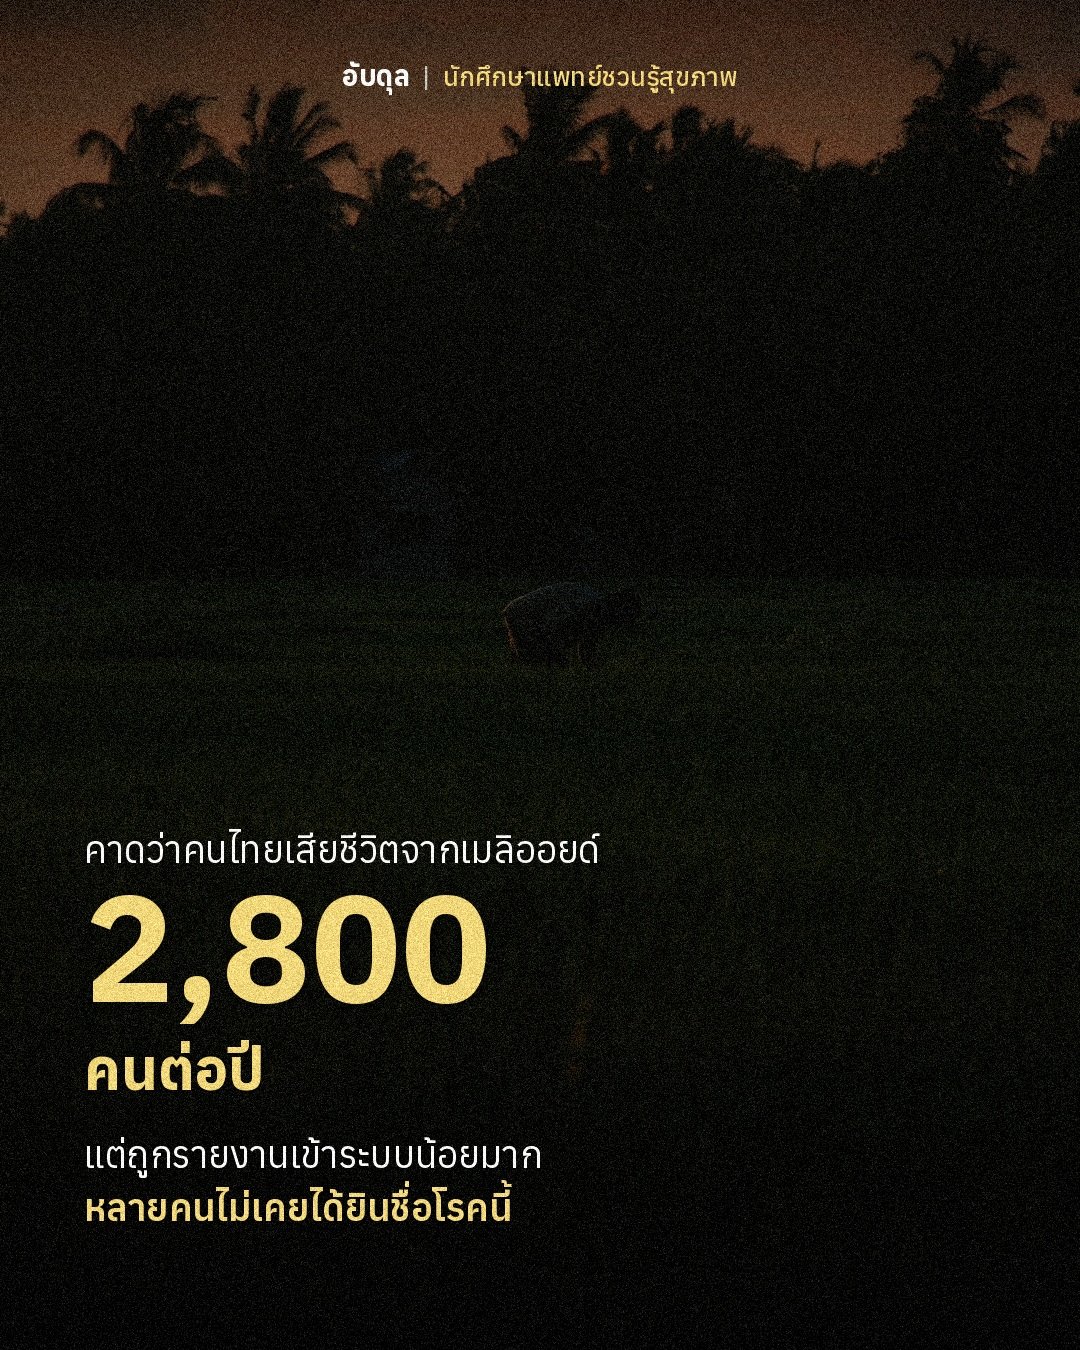 อับดุล | นักศึกษาแพทย์ชวนรู้สุขภาพ
คาดว่าคนไทยเสียชีวิตจากเมลิออยด์
2,800
คนต่อปี
แต่ถูกรายงานเข้าระบบน้อยมาก
หลายคนไม่เคยได้ยินชื่อโรคนี้